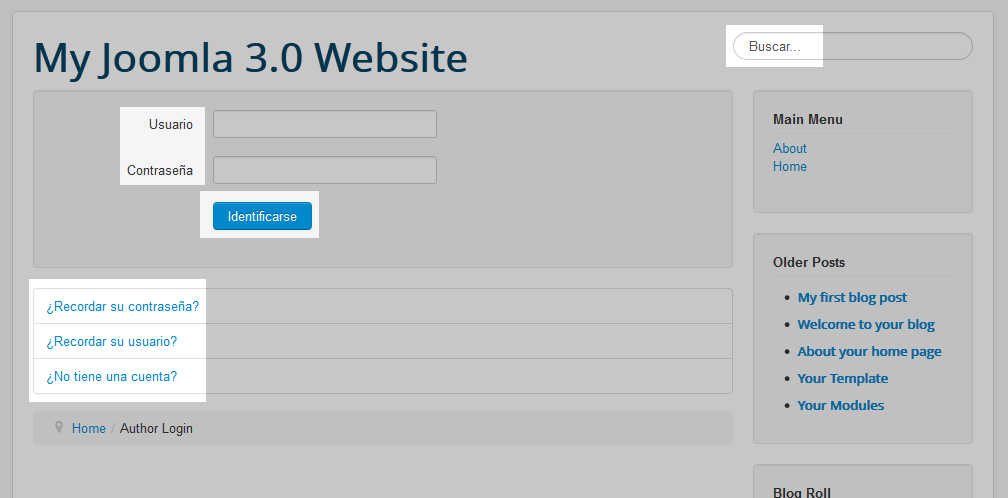 My Joomla 3.0 Website
Buscar...
Usuario
Contraseña
Identificarse
¿Recordar su contraseña?
¿Recordar su usuario?
¿No tiene una cuenta?
Home / Author Login
Main Menu
About
Home
Older Posts
My first blog post
Welcome to your blog
About your home page
Your Template
Your Modules
Blog Roll